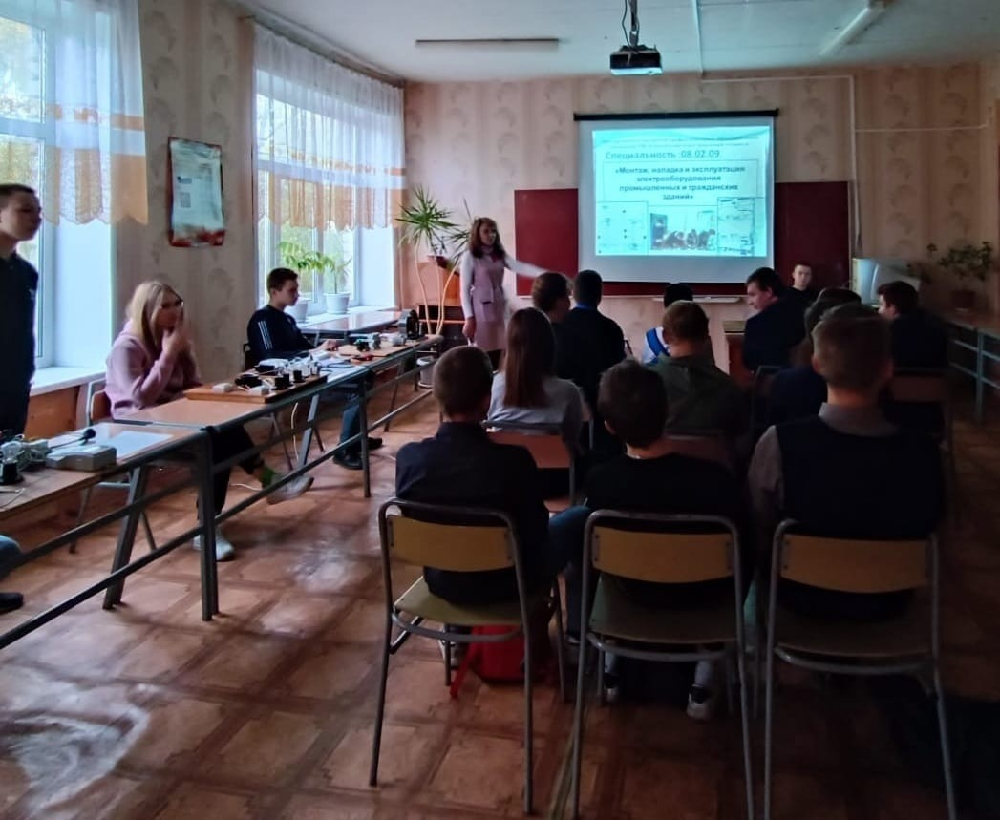 Специальность :08.02.09
«Монтаж, наладка и эксплуатация
электрооборудования
промышленных и гражданских
зданий»